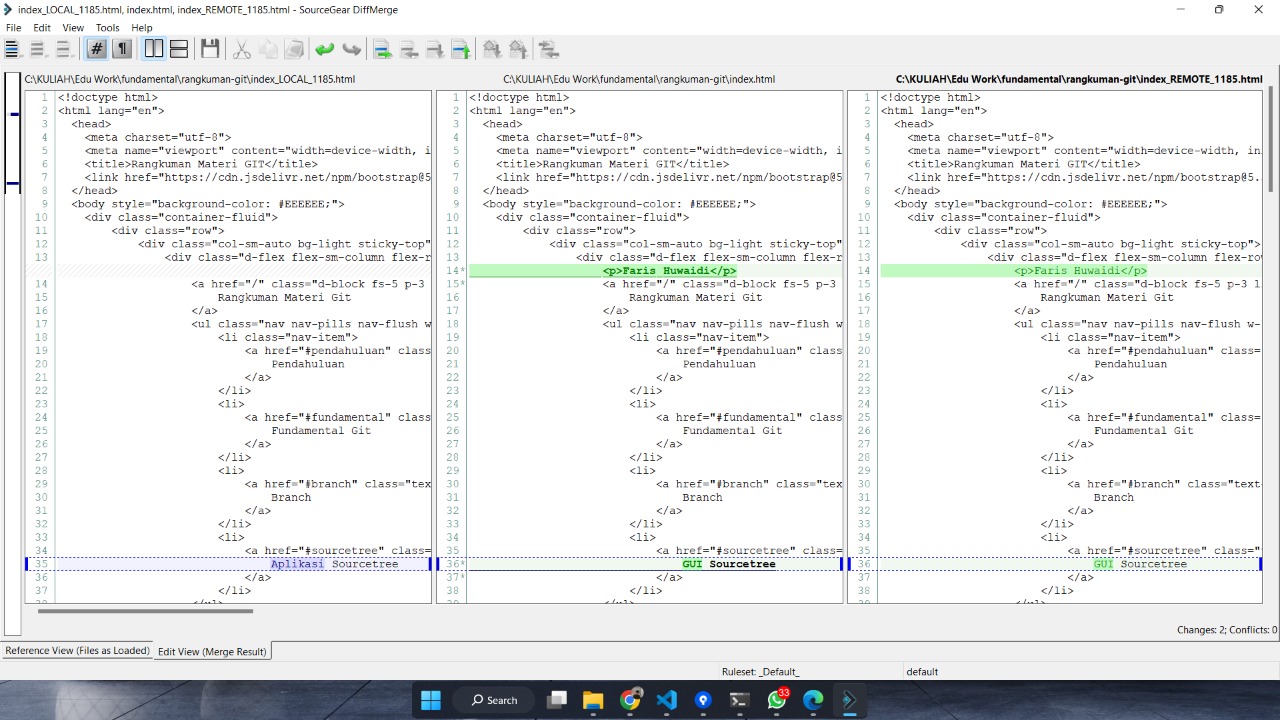 index_LOCAL_1185.html, index.html, index_REMOTE_1185.html - SourceGear DiffMerge
File Edit View Tools Help
C:\KULIAH\Edu Work\fundamental\rangkuman-git\index_LOCAL_1185.html
1 <!doctype html>
2 <html lang="en">
3 <head>
4 <meta charset="utf-8">
5 <meta name="viewport" content="width=device-width, i
6 <title>Rangkuman Materi GIT</title>
7 <link href="https://cdn.jsdelivr.net/npm/bootstrap@5
8 </head>
9 <body style="background-color: #EEEEEE;">
10 <div class="container-fluid">
11 <div class="row">
12 <div class="col-sm-auto bg-light sticky-top"
13 <div class="d-flex flex-sm-column flex-r
14 <a href="/" class="d-block fs-5 p-3
15 Rangkuman Materi Git
16 </a>
17 <ul class="nav nav-pills nav-flush w
18 <li class="nav-item">
19 <a href="#pendahuluan" class
20 Pendahuluan
21 </a>
22 </li>
23 <li>
24 <a href="#fundamental" class
25 Fundamental Git
26 </a>
27 </li>
28 <li>
29 <a href="#branch" class="tex
30 Branch
31 </a>
32 </li>
33 <li>
34 <a href="#sourcetree" class=
35 Aplikasi Sourcetree
36 </a>
37 </li>
C:\KULIAH\Edu Work\fundamental\rangkuman-git\index.html
1 <!doctype html>
2 <html lang="en">
3 <head>
4 <meta charset="utf-8">
5 <meta name="viewport" content="width=device-width, i
6 <title>Rangkuman Materi GIT</title>
7 <link href="https://cdn.jsdelivr.net/npm/bootstrap@5
8 </head>
9 <body style="background-color: #EEEEEE;">
10 <div class="container-fluid">
11 <div class="row">
12 <div class="col-sm-auto bg-light sticky-top"
13 <div class="d-flex flex-sm-column flex-r
14* <p>Faris Huwaidi</p>
15* <a href="/" class="d-block fs-5 p-3
16 Rangkuman Materi Git
17 </a>
18 <ul class="nav nav-pills nav-flush w
19 <li class="nav-item">
20 <a href="#pendahuluan" class
21 Pendahuluan
22 </a>
23 </li>
24 <li>
25 <a href="#fundamental" class
26 Fundamental Git
27 </a>
28 </li>
29 <li>
30 <a href="#branch" class="tex
31 Branch
32 </a>
33 </li>
34 <li>
35 <a href="#sourcetree" class=
36* GUI Sourcetree
37* </a>
38 </li>
C:\KULIAH\Edu Work\fundamental\rangkuman-git\index_REMOTE_1185.html
1 <!doctype html>
2 <html lang="en">
3 <head>
4 <meta charset="utf-8">
5 <meta name="viewport" content="width=device-width, in
6 <title>Rangkuman Materi GIT</title>
7 <link href="https://cdn.jsdelivr.net/npm/bootstrap@5.
8 </head>
9 <body style="background-color: #EEEEEE;">
10 <div class="container-fluid">
11 <div class="row">
12 <div class="col-sm-auto bg-light sticky-top">
13 <div class="d-flex flex-sm-column flex-ro
14 <p>Faris Huwaidi</p>
15 <a href="/" class="d-block fs-5 p-3 l
16 Rangkuman Materi Git
17 </a>
18 <ul class="nav nav-pills nav-flush w-
19 <li class="nav-item">
20 <a href="#pendahuluan" class=
21 Pendahuluan
22 </a>
23 </li>
24 <li>
25 <a href="#fundamental" class=
26 Fundamental Git
27 </a>
28 </li>
29 <li>
30 <a href="#branch" class="text
31 Branch
32 </a>
33 </li>
34 <li>
35 <a href="#sourcetree" class="
36 GUI Sourcetree
37 </a>
38 </li>
Changes: 2; Conflicts: 0
Reference View (Files as Loaded) Edit View (Merge Result)
Ruleset: _Default_ default
Search 33